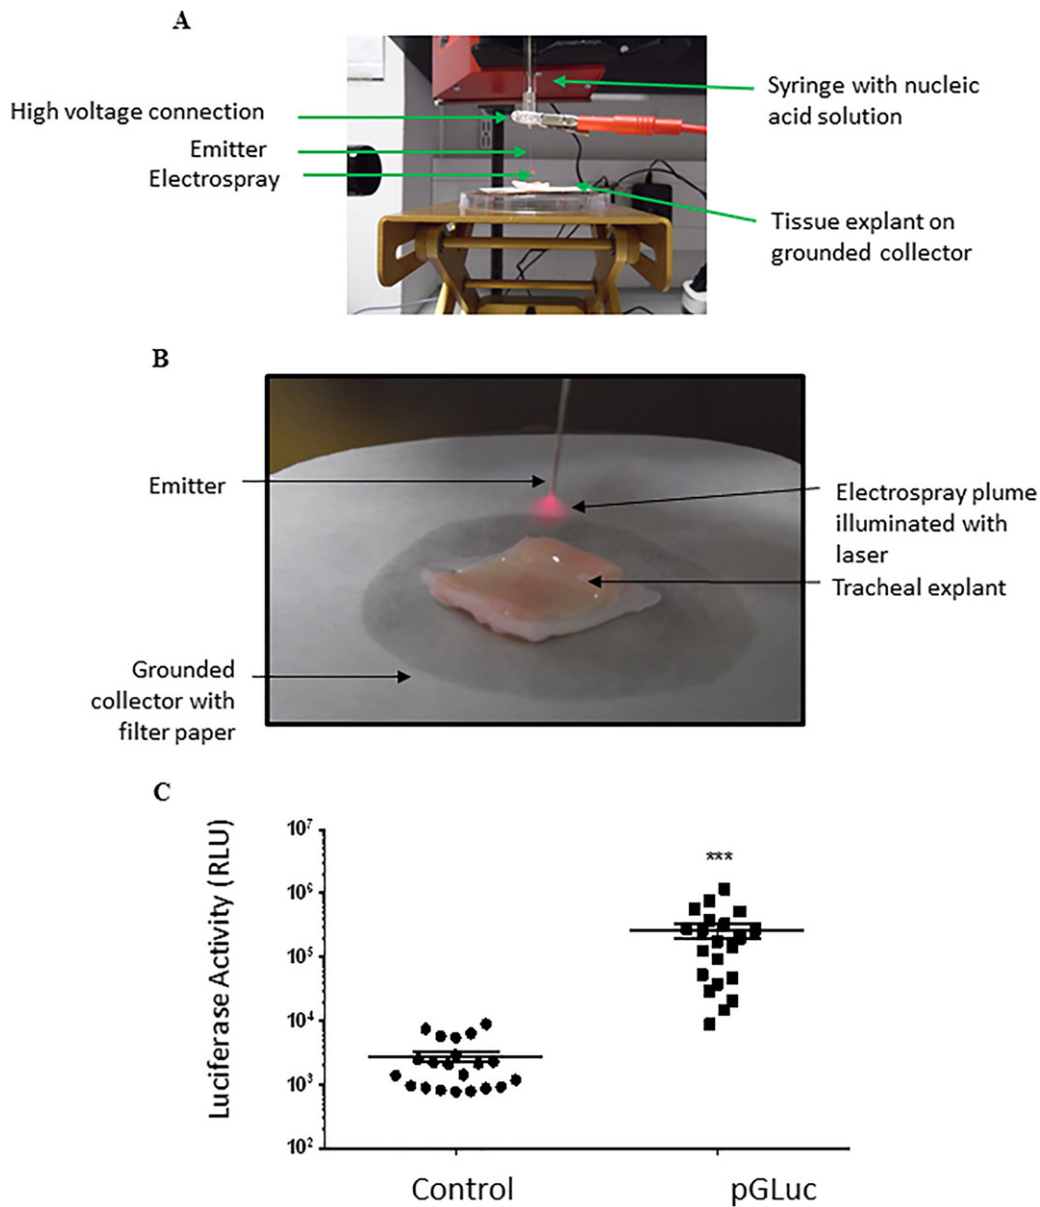 A
High voltage connection
Emitter
Electrospray
Syringe with nucleic
acid solution
Tissue explant on
grounded collector
B
Emitter
Electrospray plume
illuminated with
laser
Tracheal explant
Grounded
collector with
filter paper
C
Luciferase Activity (RLU)
10⁷
10⁶
10⁵
10⁴
10³
10²
***
Control
pGLuc